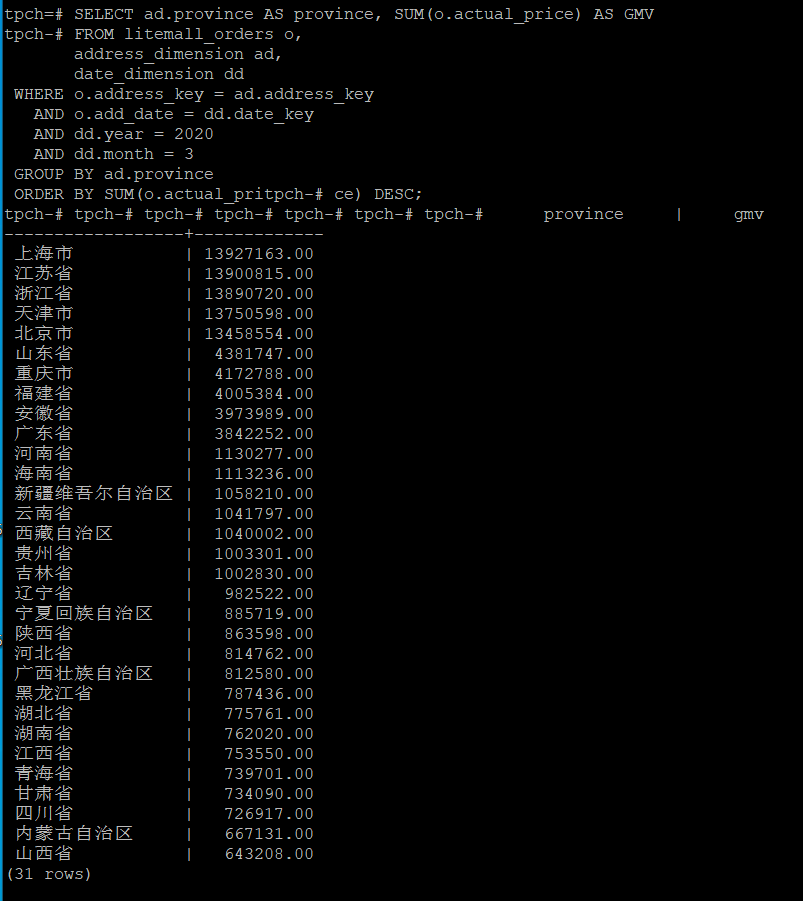 tpch=# SELECT ad.province AS province, SUM(o.actual_price) AS GMV
tpch-# FROM litemall_orders o,
       address_dimension ad,
       date_dimension dd
 WHERE o.address_key = ad.address_key
   AND o.add_date = dd.date_key
   AND dd.year = 2020
   AND dd.month = 3
 GROUP BY ad.province
 ORDER BY SUM(o.actual_pritpch-# ce) DESC;
tpch-# tpch-# tpch-# tpch-# tpch-# tpch-# tpch-#      province     |     gmv
------------------+-------------
 上海市           | 13927163.00
 江苏省           | 13900815.00
 浙江省           | 13890720.00
 天津市           | 13750598.00
 北京市           | 13458554.00
 山东省           |  4381747.00
 重庆市           |  4172788.00
 福建省           |  4005384.00
 安徽省           |  3973989.00
 广东省           |  3842252.00
 河南省           |  1130277.00
 海南省           |  1113236.00
 新疆维吾尔自治区 |  1058210.00
 云南省           |  1041797.00
 西藏自治区       |  1040002.00
 贵州省           |  1003301.00
 吉林省           |  1002830.00
 辽宁省           |   982522.00
 宁夏回族自治区   |   885719.00
 陕西省           |   863598.00
 河北省           |   814762.00
 广西壮族自治区   |   812580.00
 黑龙江省         |   787436.00
 湖北省           |   775761.00
 湖南省           |   762020.00
 江西省           |   753550.00
 青海省           |   739701.00
 甘肃省           |   734090.00
 四川省           |   726917.00
 内蒙古自治区     |   667131.00
 山西省           |   643208.00
(31 rows)